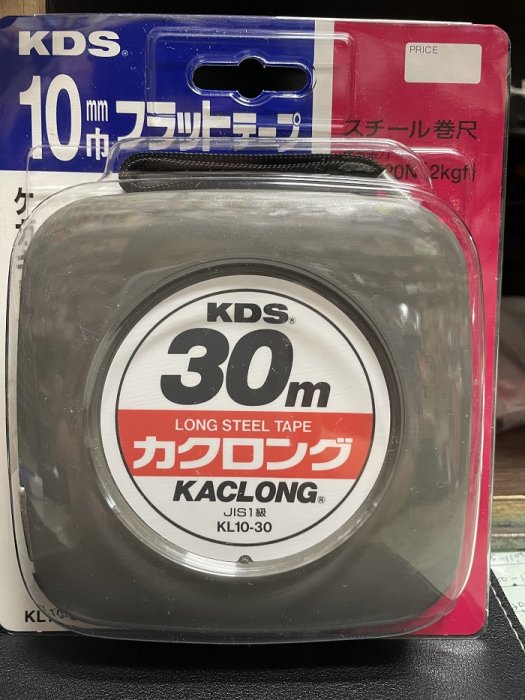 KDS®
PRICE
10mm巾 フラットテープ
スチール巻尺
20N(2kgf)
KDS®
30m
LONG STEEL TAPE
カクロング
KACLONG®
JIS1級
KL10-30